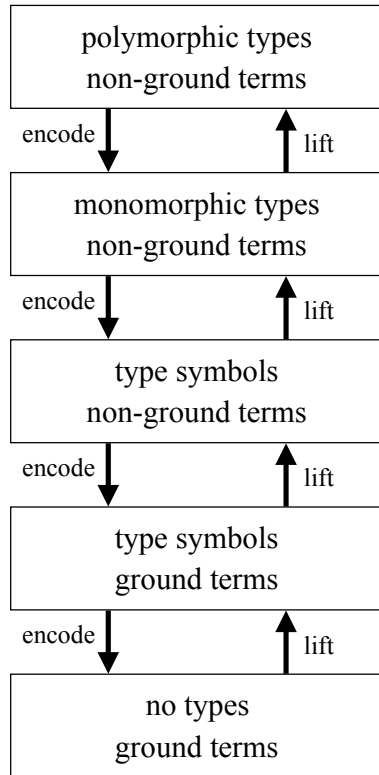 polymorphic types
non-ground terms
encode
lift
monomorphic types
non-ground terms
encode
lift
type symbols
non-ground terms
encode
lift
type symbols
ground terms
encode
lift
no types
ground terms